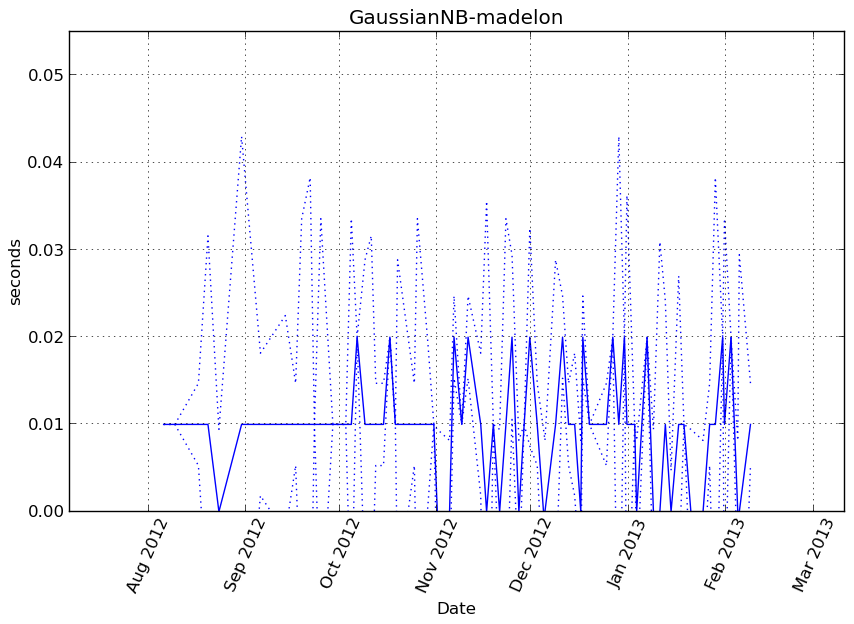 GaussianNB-madelon
0.05
0.04
0.03
0.02
0.01
0.00
seconds
Aug 2012
Sep 2012
Oct 2012
Nov 2012
Dec 2012
Jan 2013
Feb 2013
Mar 2013
Date